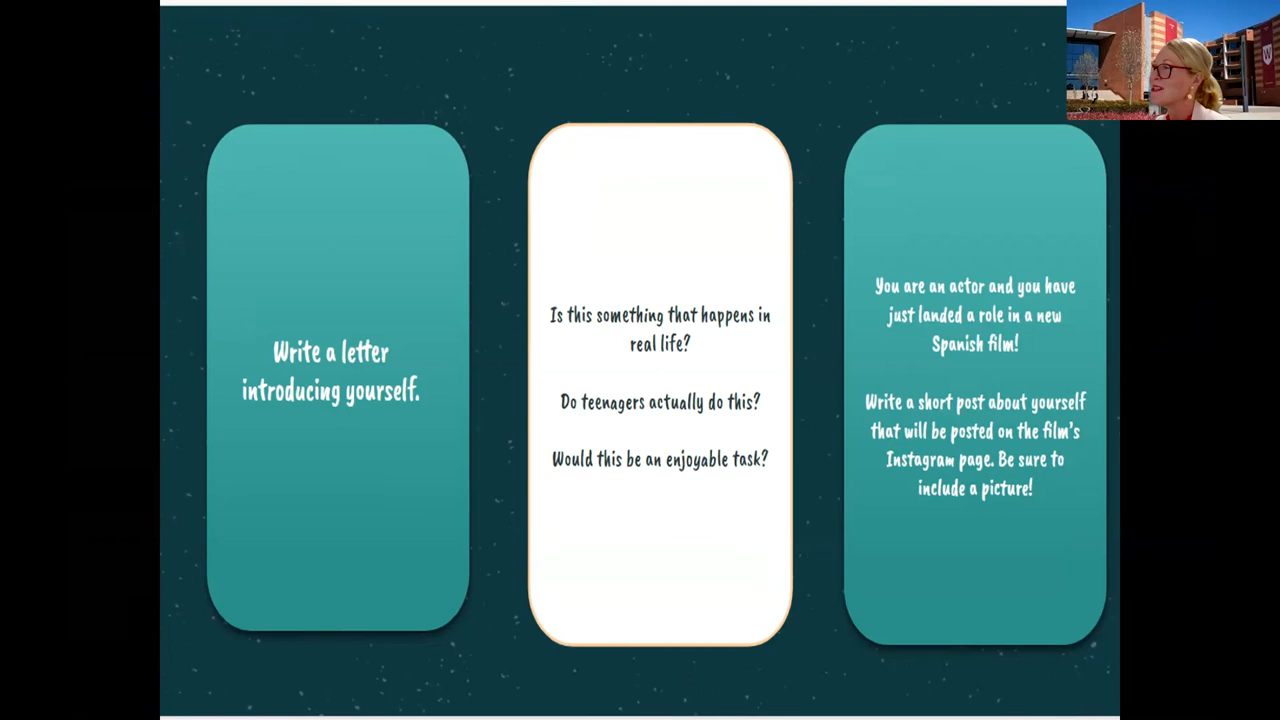 Write a letter
introducing yourself.
Is this something that happens in
real life?
Do teenagers actually do this?
Would this be an enjoyable task?
You are an actor and you have
just landed a role in a new
Spanish film!
Write a short post about yourself
that will be posted on the film's
Instagram page. Be sure to
include a picture!